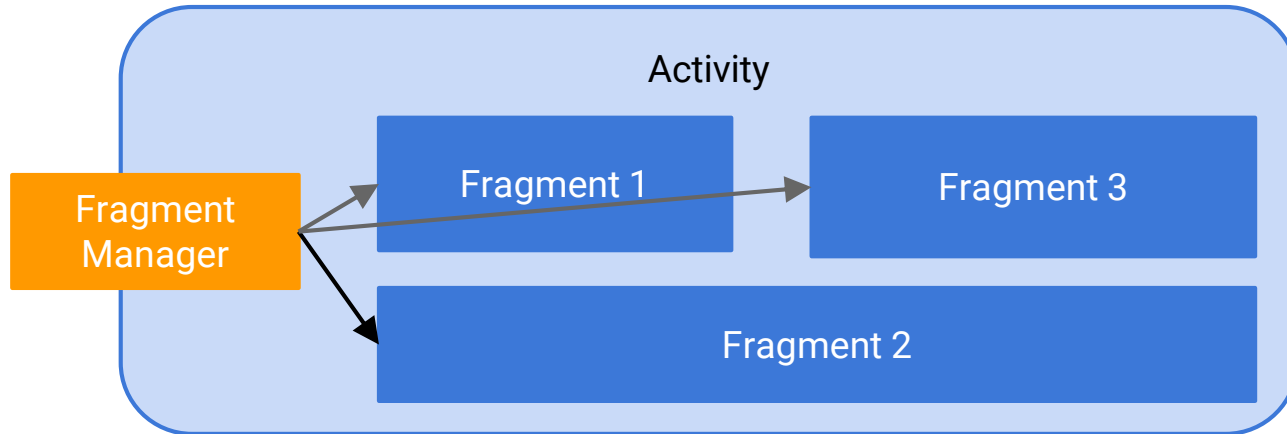 Activity
Fragment 1
Fragment 3
Fragment
Manager
Fragment 2